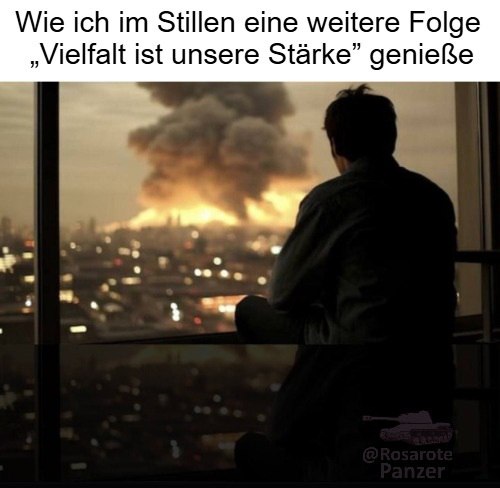 Wie ich im Stillen eine weitere Folge
„Vielfalt ist unsere Stärke” genieße
@Rosarote
Panzer